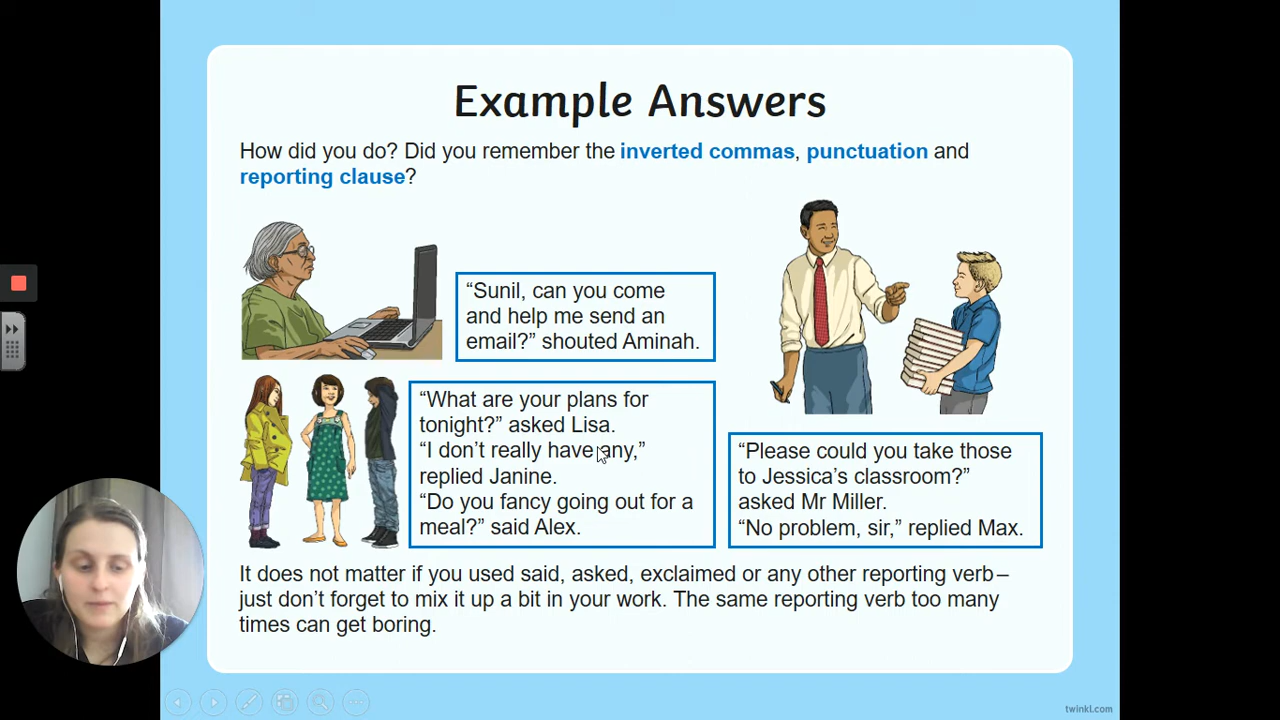 Example Answers
How did you do? Did you remember the inverted commas, punctuation and
reporting clause?
“Sunil, can you come
and help me send an
email?” shouted Aminah.
“What are your plans for
tonight?” asked Lisa.
“I don’t really have any,”
replied Janine.
“Do you fancy going out for a
meal?” said Alex.
“Please could you take those
to Jessica’s classroom?”
asked Mr Miller.
“No problem, sir,” replied Max.
It does not matter if you used said, asked, exclaimed or any other reporting verb –
just don’t forget to mix it up a bit in your work. The same reporting verb too many
times can get boring.
twinkl.com